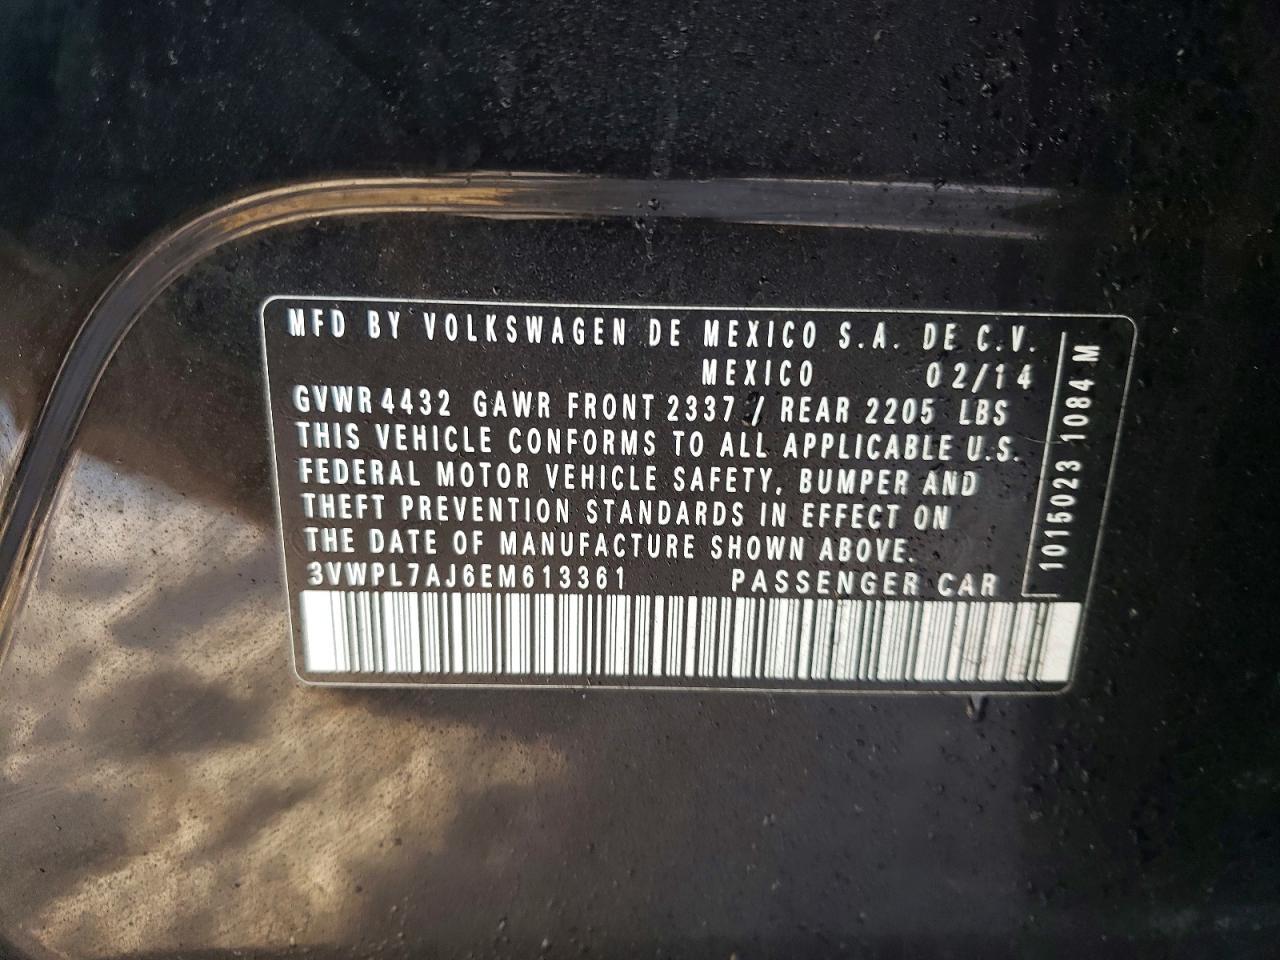 MFD BY VOLKSWAGEN DE MEXICO S.A. DE C.V.
MEXICO 02/14
GVWR 4432 GAWR FRONT 2337 / REAR 2205 LBS
THIS VEHICLE CONFORMS TO ALL APPLICABLE U.S.
FEDERAL MOTOR VEHICLE SAFETY, BUMPER AND
THEFT PREVENTION STANDARDS IN EFFECT ON
THE DATE OF MANUFACTURE SHOWN ABOVE.
3VWPL7AJ6EM613361 PASSENGER CAR
1015023 1084 M